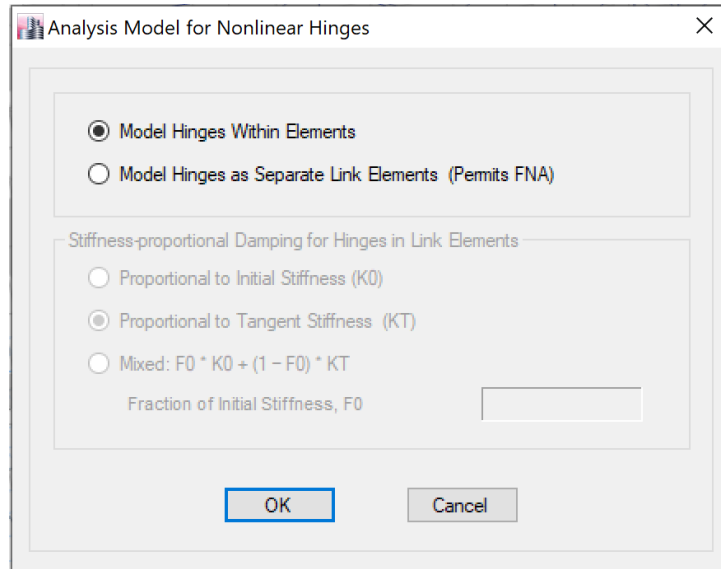 Analysis Model for Nonlinear Hinges
Model Hinges Within Elements
Model Hinges as Separate Link Elements (Permits FNA)
Stiffness-proportional Damping for Hinges in Link Elements
Proportional to Initial Stiffness (K0)
Proportional to Tangent Stiffness (KT)
Mixed: F0 * K0 + (1 − F0) * KT
Fraction of Initial Stiffness, F0
OK Cancel